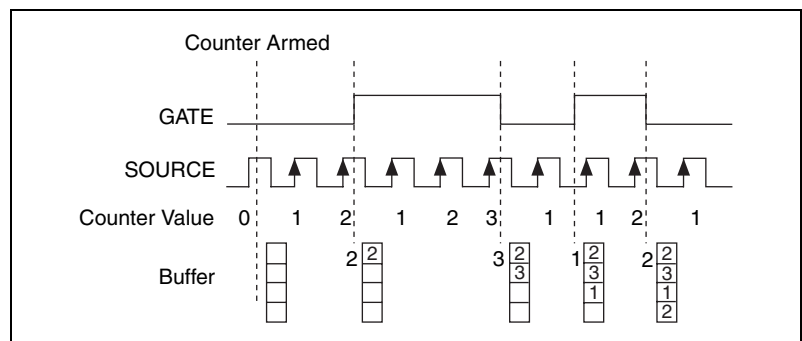 Counter Armed
GATE
SOURCE
Counter Value 0 1 2 1 2 3 1 1 2 1
Buffer
2 2
3 2 3
1 2 3 1
2 2 3 1 2